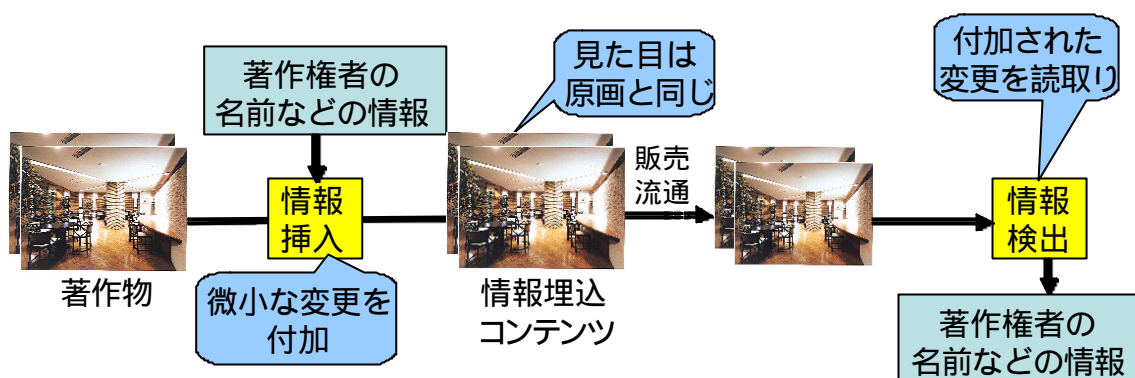 著作権者の
名前などの情報
見た目は
原画と同じ
付加された
変更を読取り
販売
流通
情報
挿入
情報
検出
著作物
微小な変更を
付加
情報埋込
コンテンツ
著作権者の
名前などの情報